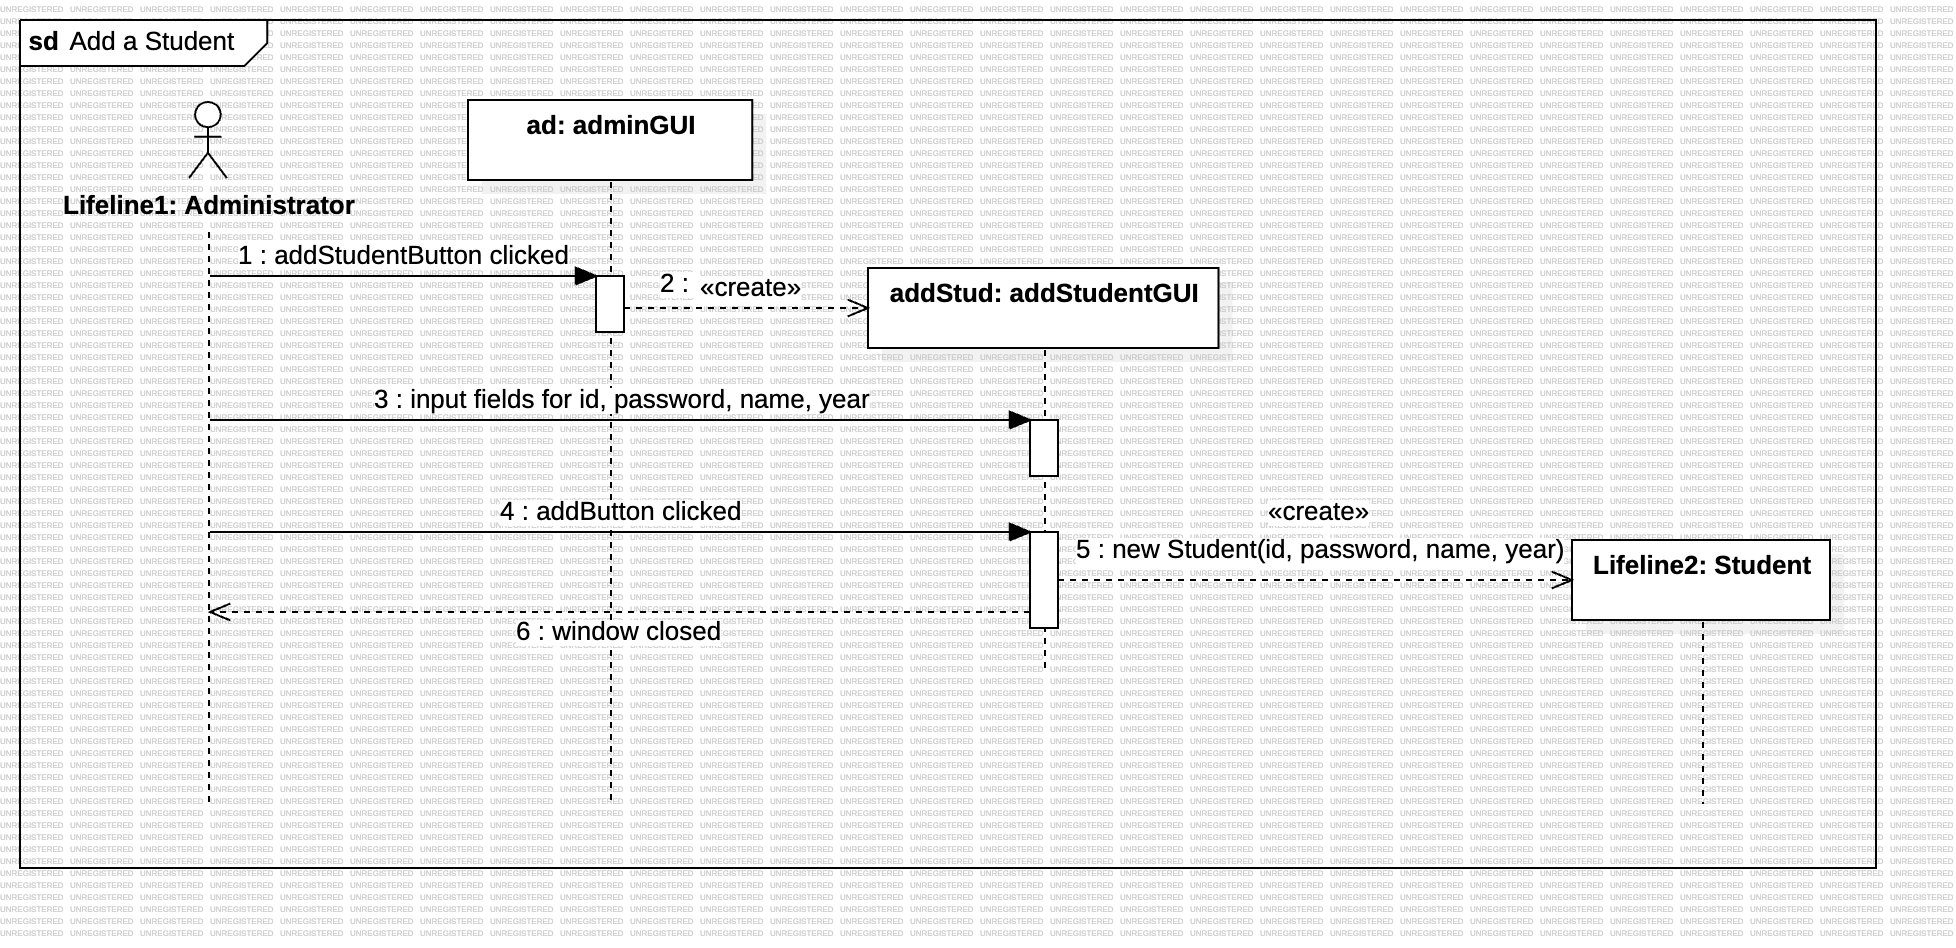 sd Add a Student
ad: adminGUI
Lifeline1: Administrator
1 : addStudentButton clicked
2 : «create»
addStud: addStudentGUI
3 : input fields for id, password, name, year
4 : addButton clicked
«create»
5 : new Student(id, password, name, year)
Lifeline2: Student
6 : window closed
UNREGISTERED